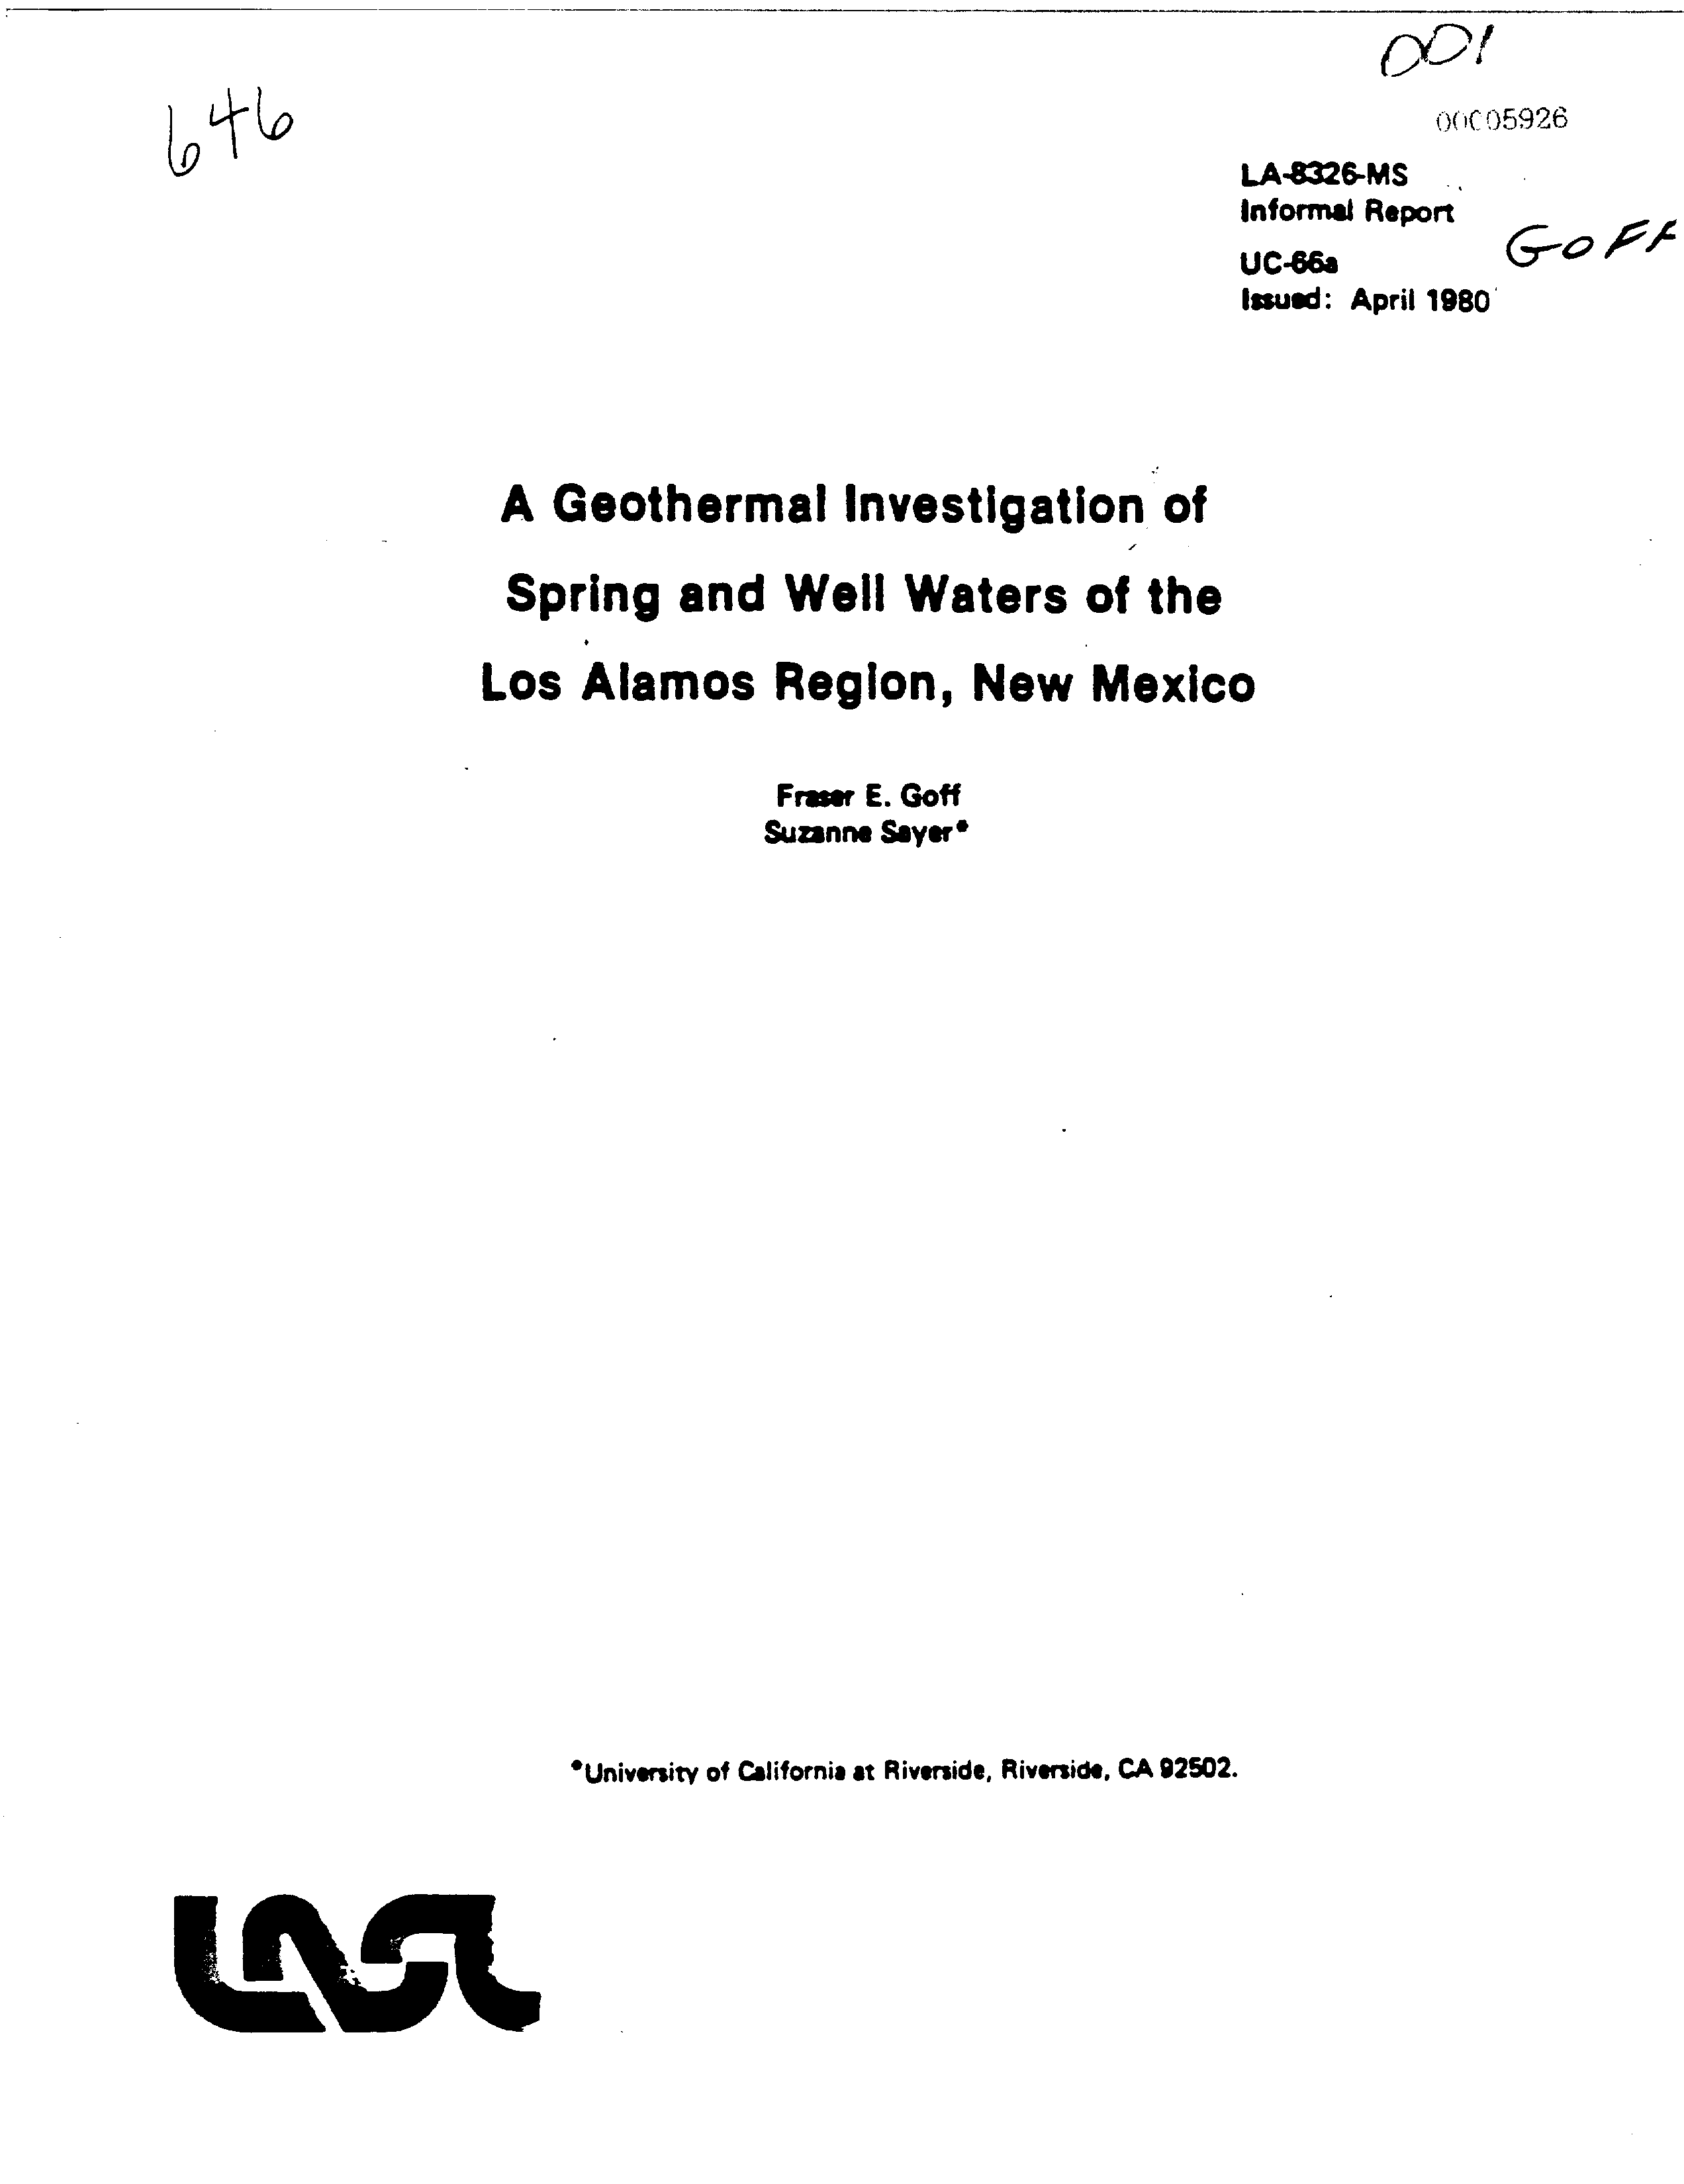 001
646
00C05926
LA-8326-MS
Informal Report
GOFF
UC-66a
Issued: April 1980
A Geothermal Investigation of
Spring and Well Waters of the
Los Alamos Region, New Mexico
Fraser E. Goff
Suzanne Sayer*
*University of California at Riverside, Riverside, CA 92502.
LASL